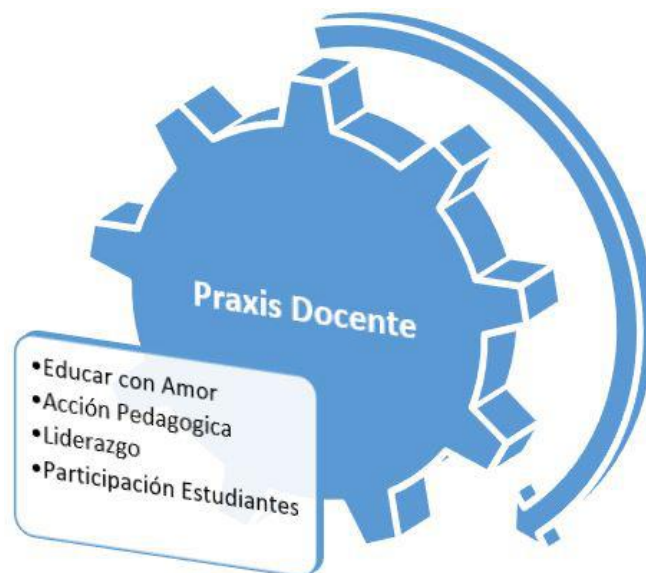 Praxis Docente
•Educar con Amor
•Acción Pedagogica
•Liderazgo
•Participación Estudiantes